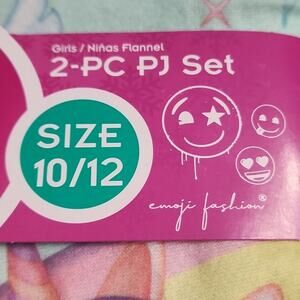 Girls / Niñas Flannel
2-PC PJ Set
SIZE
10/12
emoji fashion®